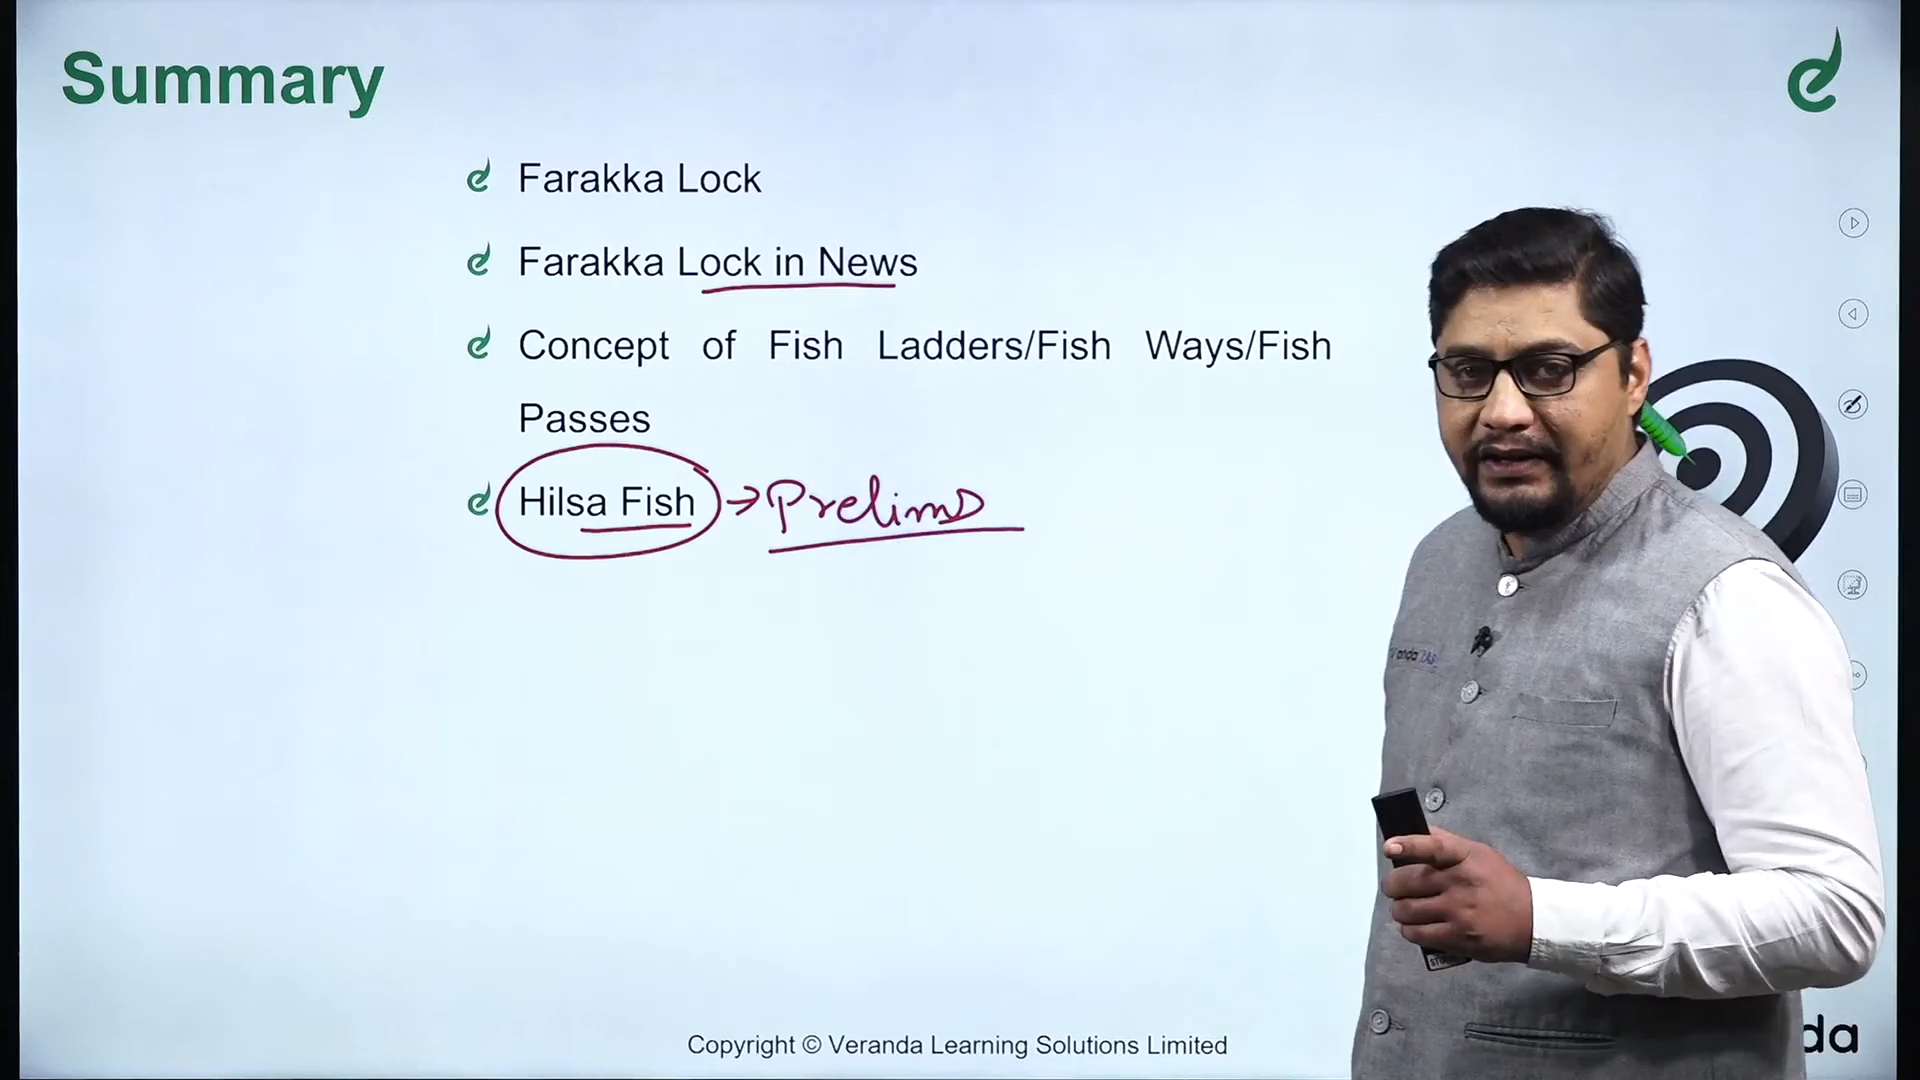 Summary
Farakka Lock
Farakka Lock in News
Concept of Fish Ladders/Fish Ways/Fish
Passes
Hilsa Fish → Prelims
Copyright © Veranda Learning Solutions Limited
da